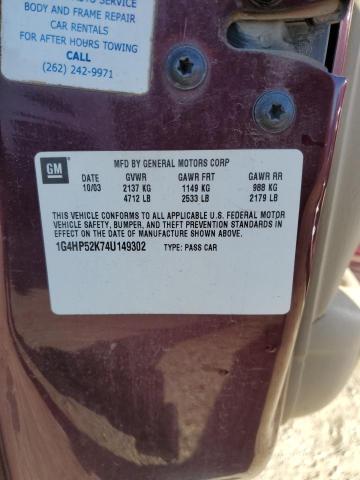 AUTO SERVICE
BODY AND FRAME REPAIR
CAR RENTALS
FOR AFTER HOURS TOWING
CALL
(262) 242-9971
GM
MFD BY GENERAL MOTORS CORP
DATE GVWR GAWR FRT GAWR RR
10/03 2137 KG 1149 KG 988 KG
4712 LB 2533 LB 2179 LB
THIS VEHICLE CONFORMS TO ALL APPLICABLE U.S. FEDERAL MOTOR
VEHICLE SAFETY, BUMPER, AND THEFT PREVENTION STANDARDS IN
EFFECT ON THE DATE OF MANUFACTURE SHOWN ABOVE.
1G4HP52K74U149302 TYPE: PASS CAR